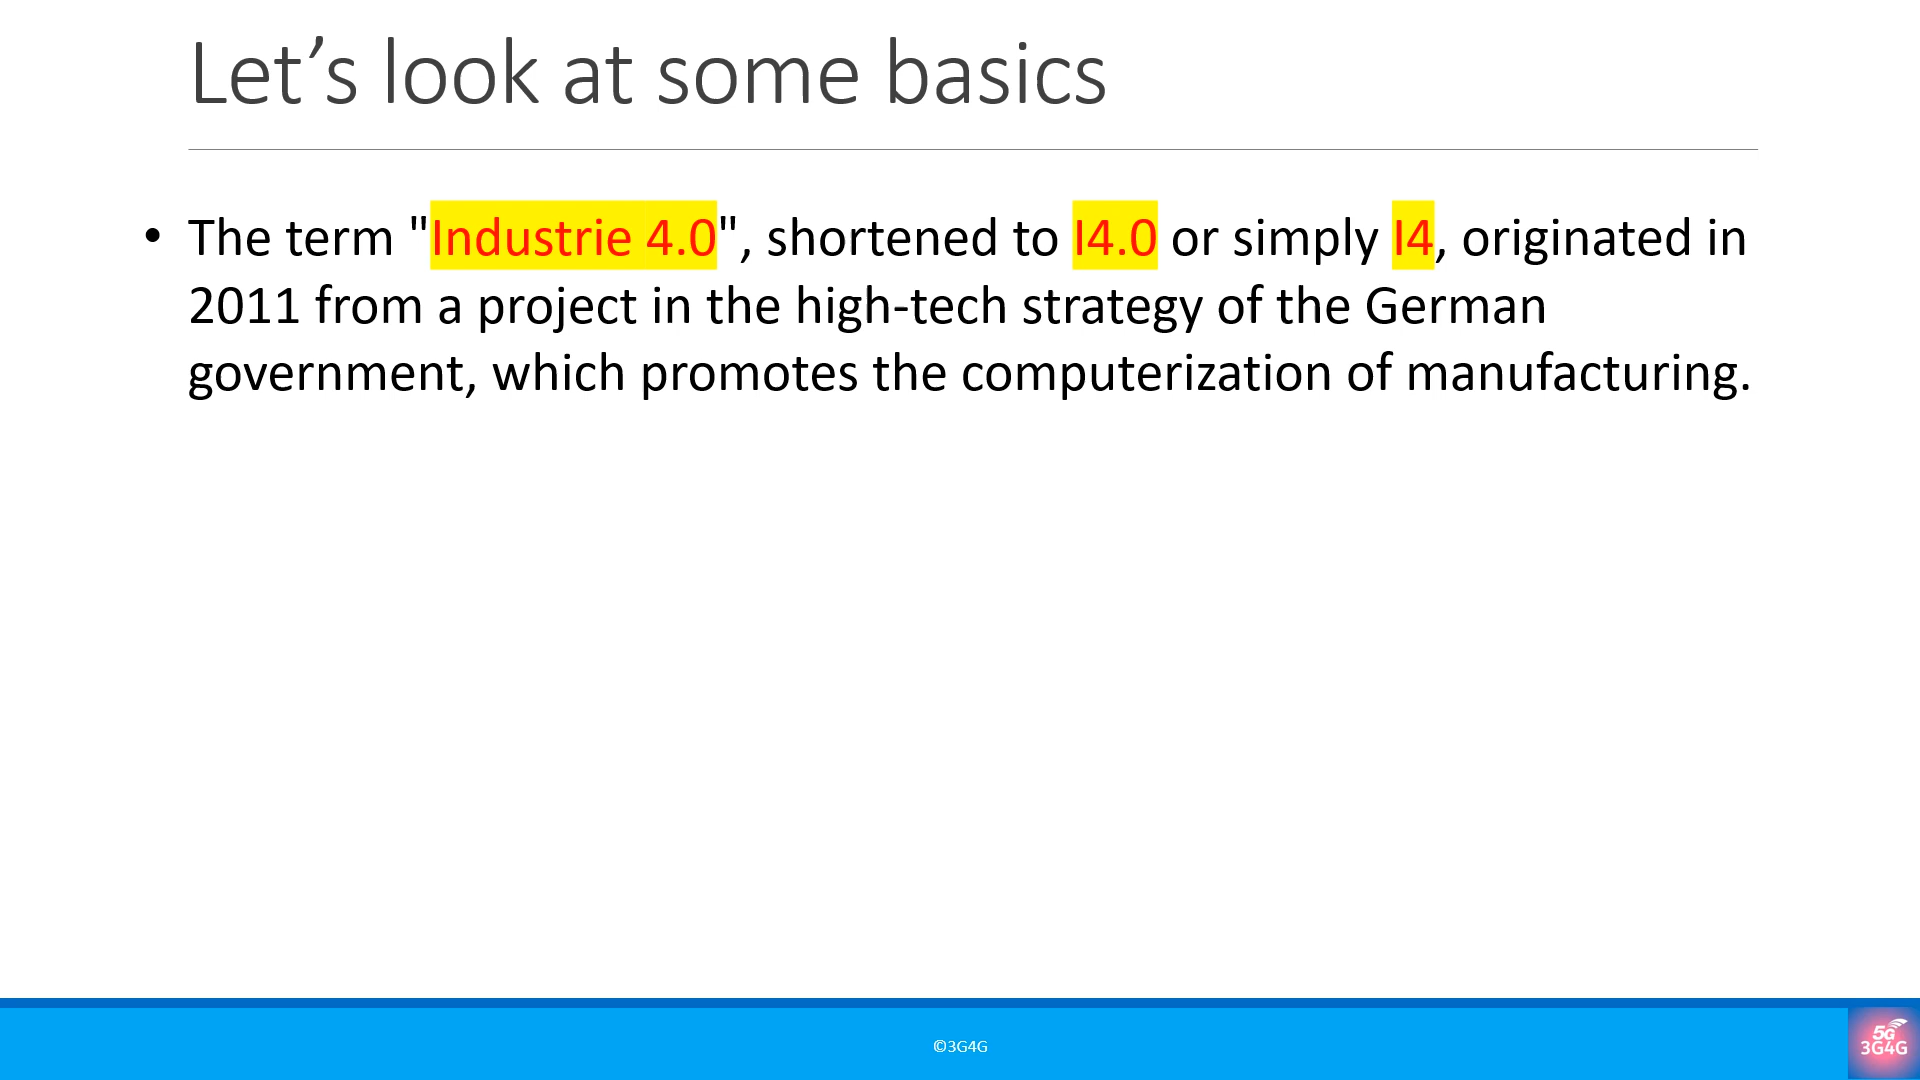 Let’s look at some basics
• The term "Industrie 4.0", shortened to I4.0 or simply I4, originated in
2011 from a project in the high-tech strategy of the German
government, which promotes the computerization of manufacturing.
©3G4G
5G
3G4G